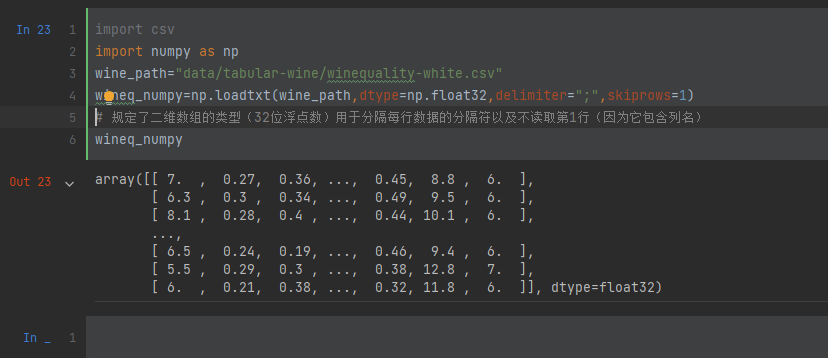 In 23 1 import csv
2 import numpy as np
3 wine_path="data/tabular-wine/winequality-white.csv"
4 wineq_numpy=np.loadtxt(wine_path,dtype=np.float32,delimiter=";",skiprows=1)
5 # 规定了二维数组的类型（32位浮点数）用于分隔每行数据的分隔符以及不读取第1行（因为它包含列名）
6 wineq_numpy
Out 23 array([[ 7.  ,  0.27,  0.36, ...,  0.45,  8.8 ,  6.  ],
[ 6.3 ,  0.3 ,  0.34, ...,  0.49,  9.5 ,  6.  ],
[ 8.1 ,  0.28,  0.4 , ...,  0.44, 10.1 ,  6.  ],
...,
[ 6.5 ,  0.24,  0.19, ...,  0.46,  9.4 ,  6.  ],
[ 5.5 ,  0.29,  0.3 , ...,  0.38, 12.8 ,  7.  ],
[ 6.  ,  0.21,  0.38, ...,  0.32, 11.8 ,  6.  ]], dtype=float32)
In _ 1